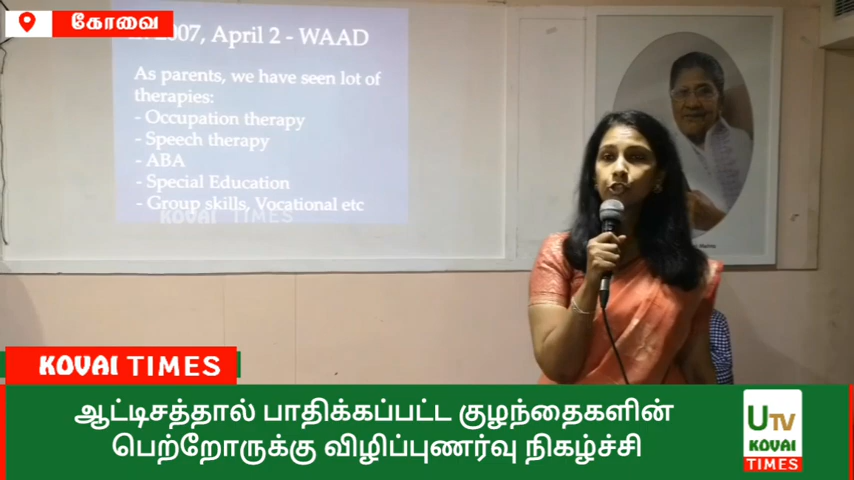 கோவை
2007, April 2 - WAAD
As parents, we have seen lot of
therapies:
- Occupation therapy
- Speech therapy
- ABA
- Special Education
- Group skills, Vocational etc
KOVAI TIMES
KOVAI TIMES
ஆட்டிசத்தால் பாதிக்கப்பட்ட குழந்தைகளின்
பெற்றோருக்கு விழிப்புணர்வு நிகழ்ச்சி
UTV
KOVAI
TIMES